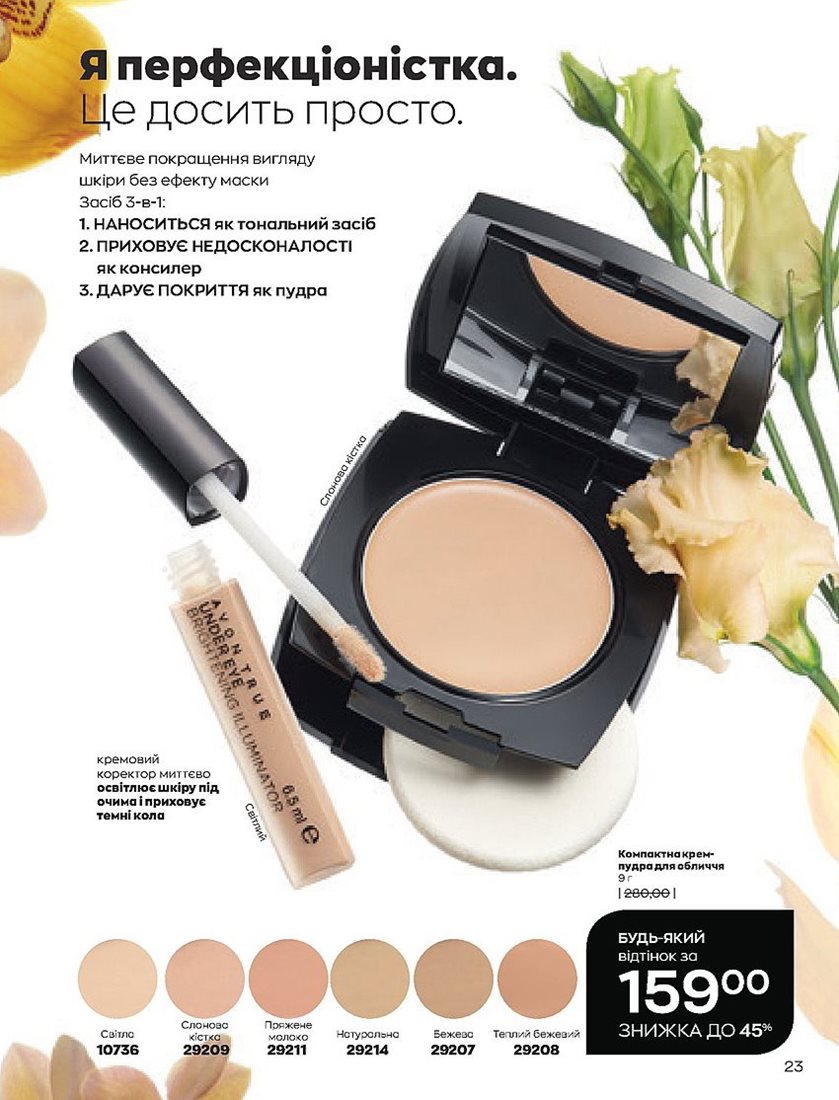 Я перфекціоністка.
Це досить просто.
Миттєве покращення вигляду
шкіри без ефекту маски
Засіб 3-в-1:
1. НАНОСИТЬСЯ як тональний засіб
2. ПРИХОВУЄ НЕДОСКОНАЛОСТІ
як консилер
3. ДАРУЄ ПОКРИТТЯ як пудра
Слонова кістка
AVON TRUE
UNDER EYE
BRIGHTENING ILLUMINATOR
6.5 ml e
Світлий
кремовий
коректор миттєво
освітлює шкіру під
очима і приховує
темні кола
Компактна крем-
пудра для обличчя
9 г
| 280,00 |
БУДЬ-ЯКИЙ
відтінок за
159⁰⁰
ЗНИЖКА ДО 45%
Світла
10736
Слонова
кістка
29209
Пряжене
молоко
29211
Натуральна
29214
Бежева
29207
Теплий бежевий
29208
23